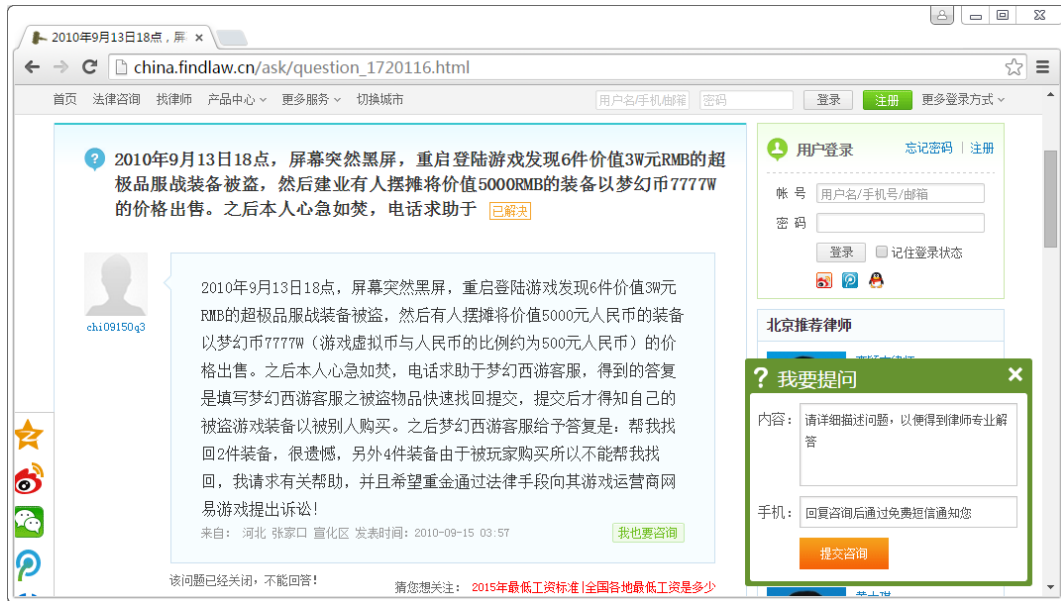 2010年9月13日18点，屏
china.findlaw.cn/ask/question_1720116.html
首页 法律咨询 找律师 产品中心 更多服务 切换城市 用户名/手机/邮箱 密码 登录 注册 更多登录方式
2010年9月13日18点，屏幕突然黑屏，重启登陆游戏发现6件价值3W元RMB的超
极品服战装备被盗，然后建业有人摆摊将价值5000RMB的装备以梦幻币7777W
的价格出售。之后本人心急如焚，电话求助于 已解决
chi09150q3
2010年9月13日18点，屏幕突然黑屏，重启登陆游戏发现6件价值3W元
RMB的超极品服战装备被盗，然后有人摆摊将价值5000元人民币的装备
以梦幻币7777W（游戏虚拟币与人民币的比例约为500元人民币）的价
格出售。之后本人心急如焚，电话求助于梦幻西游客服，得到的答复
是填写梦幻西游客服之被盗物品快速找回提交，提交后才得知自己的
被盗游戏装备以被别人购买。之后梦幻西游客服给予答复是：帮我找
回2件装备，很遗憾，另外4件装备由于被玩家购买所以不能帮我找
回，我请求有关帮助，并且希望重金通过法律手段向其游戏运营商网
易游戏提出诉讼！
来自： 河北 张家口 宣化区 发表时间：2010-09-15 03:57 我也要咨询
该问题已经关闭，不能回答！
猜您想关注： 2015年最低工资标准|全国各地最低工资是多少
用户登录 忘记密码 | 注册
帐 号 用户名/手机号/邮箱
密 码
登录 记住登录状态
北京推荐律师
? 我要提问
内容： 请详细描述问题，以便得到律师专业解
答
手机： 回复咨询后通过免费短信通知您
提交咨询